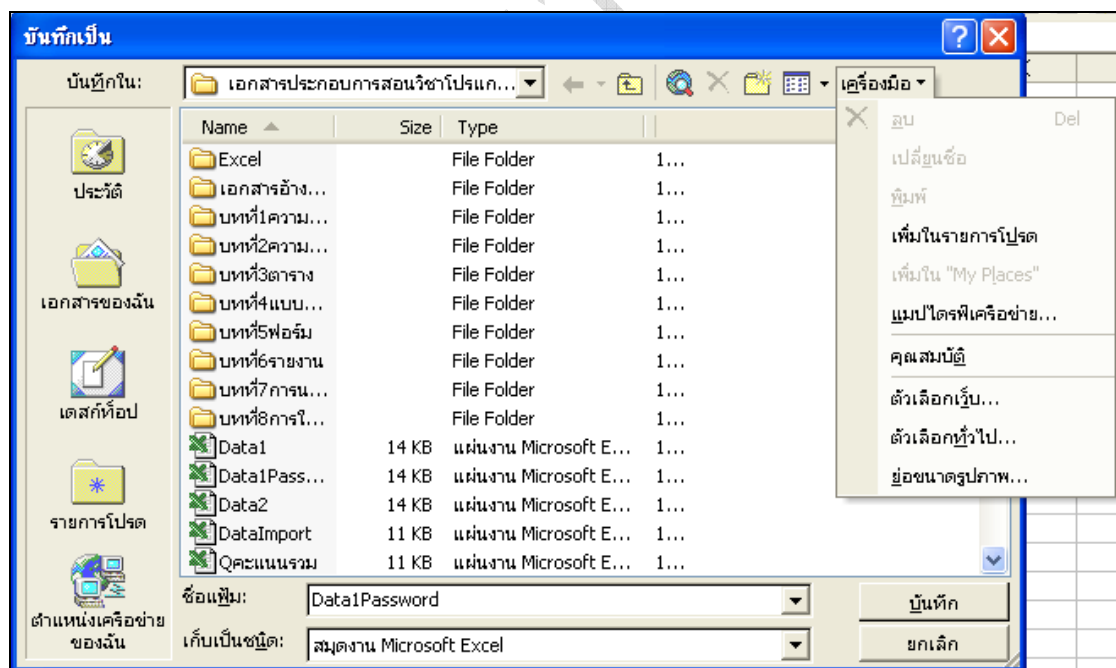 บันทึกเป็น
บันทึกใน: เอกสารประกอบการสอนวิชาโปรแก... เครื่องมือ
Name Size Type
Excel File Folder 1...
เอกสารอ้าง... File Folder 1...
บทที่1ความ... File Folder 1...
บทที่2ความ... File Folder 1...
บทที่3ตาราง File Folder 1...
บทที่4แบบ... File Folder 1...
บทที่5ฟอร์ม File Folder 1...
บทที่6รายงาน File Folder 1...
บทที่7การน... File Folder 1...
บทที่8การใ... File Folder 1...
Data1 14 KB แผ่นงาน Microsoft E... 1...
Data1Pass... 14 KB แผ่นงาน Microsoft E... 1...
Data2 14 KB แผ่นงาน Microsoft E... 1...
DataImport 11 KB แผ่นงาน Microsoft E... 1...
Qคะแนนรวม 11 KB แผ่นงาน Microsoft E... 1...
ประวัติ
เอกสารของฉัน
เดสก์ท็อป
รายการโปรด
ตำแหน่งเครือข่าย
ของฉัน
ลบ Del
เปลี่ยนชื่อ
พิมพ์
เพิ่มในรายการโปรด
เพิ่มใน "My Places"
แมปไดรฟ์เครือข่าย...
คุณสมบัติ
ตัวเลือกเว็บ...
ตัวเลือกทั่วไป...
ย่อขนาดรูปภาพ...
ชื่อแฟ้ม: Data1Password บันทึก
เก็บเป็นชนิด: สมุดงาน Microsoft Excel ยกเลิก